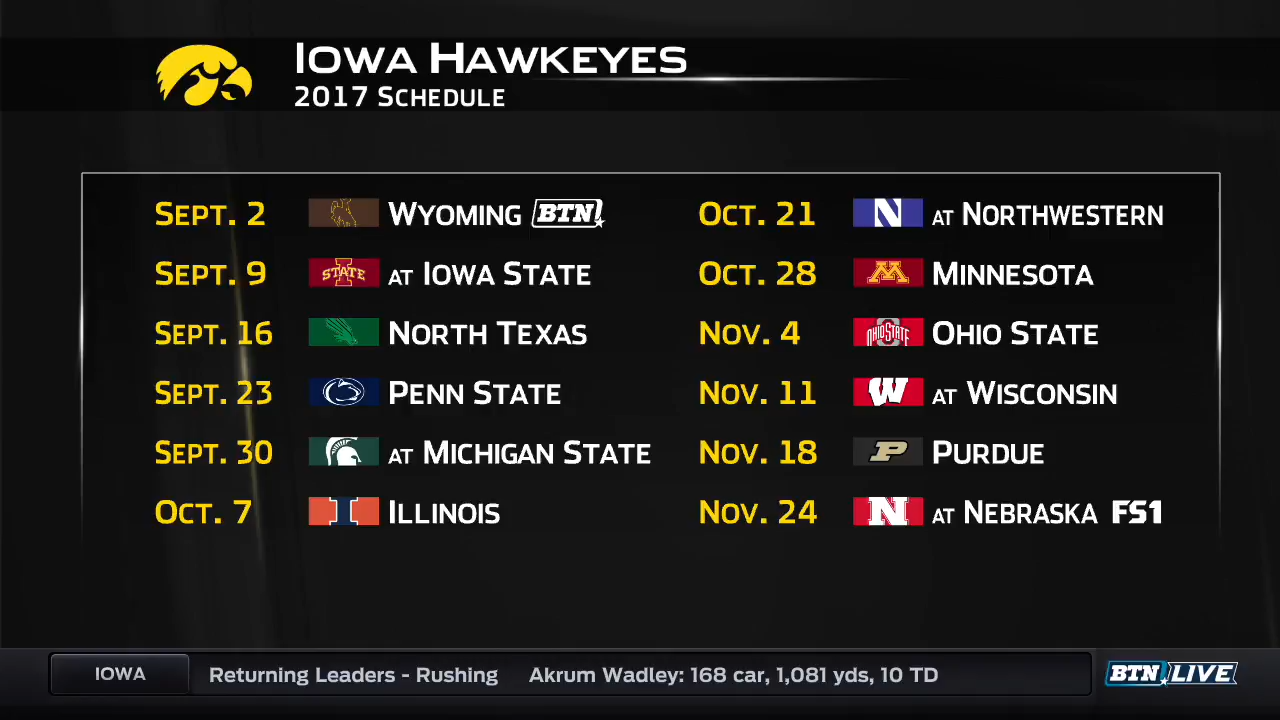 IOWA HAWKEYES
2017 SCHEDULE
SEPT. 2 WYOMING BTN
SEPT. 9 STATE AT IOWA STATE
SEPT. 16 NORTH TEXAS
SEPT. 23 PENN STATE
SEPT. 30 AT MICHIGAN STATE
OCT. 7 I ILLINOIS
OCT. 21 N AT NORTHWESTERN
OCT. 28 M MINNESOTA
NOV. 4 OHIO STATE OHIO STATE
NOV. 11 W AT WISCONSIN
NOV. 18 P PURDUE
NOV. 24 N AT NEBRASKA FS1
IOWA Returning Leaders - Rushing Akrum Wadley: 168 car, 1,081 yds, 10 TD BTN LIVE